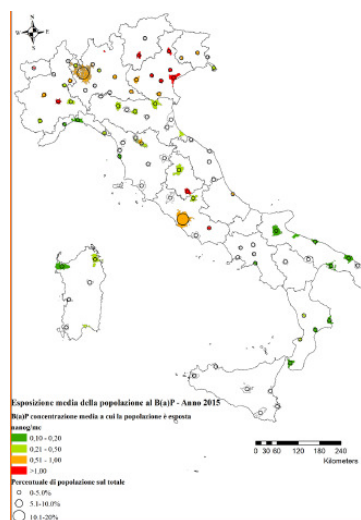 N
W E
S
Esposizione media della popolazione al B(a)P - Anno 2015
B(a)P concentrazione media a cui la popolazione è esposta
nanog/mc
0,10 - 0,20
0,21 - 0,50
0,51 - 1,00
>1,00
Percentuale di popolazione sul totale
0-5.0%
5.1-10.0%
10.1-20%
0 30 60 120 180 240
Kilometers